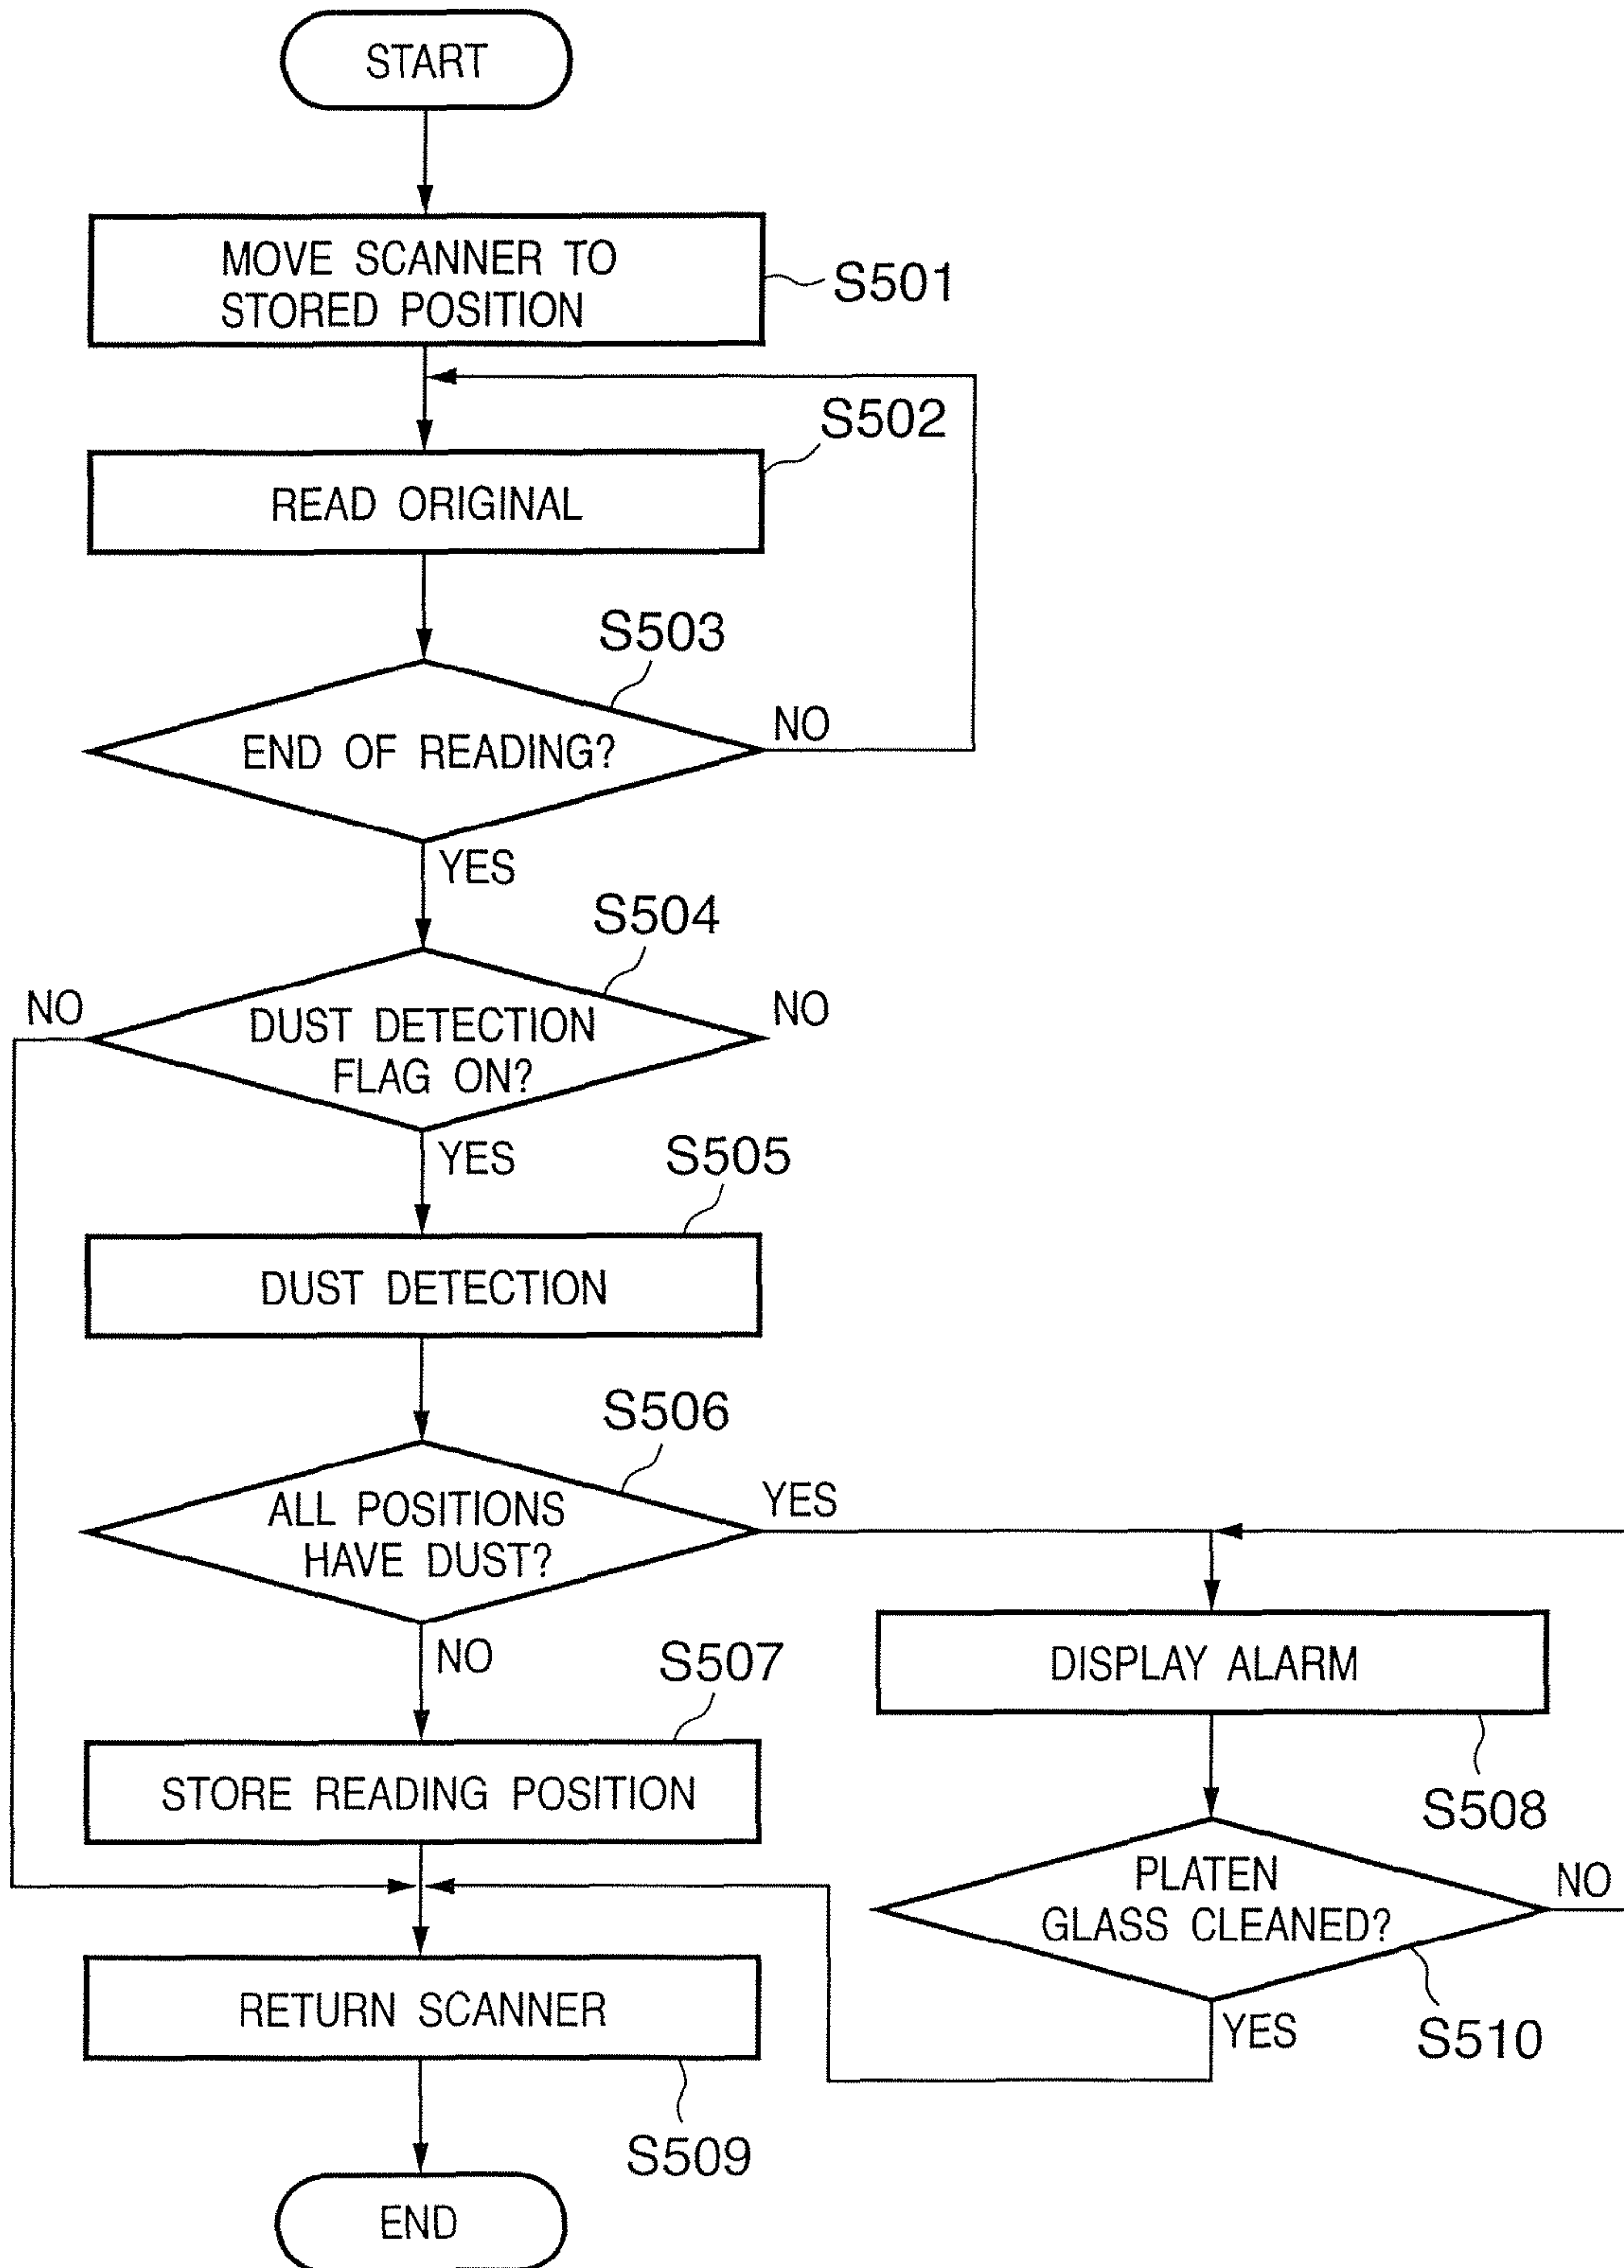 START
MOVE SCANNER TO
STORED POSITION
S501
S502
READ ORIGINAL
S503
END OF READING?
NO
YES
S504
NO
DUST DETECTION
FLAG ON?
NO
YES
S505
DUST DETECTION
S506
ALL POSITIONS
HAVE DUST?
YES
NO
S507
STORE READING POSITION
DISPLAY ALARM
S508
PLATEN
GLASS CLEANED?
NO
YES
S510
RETURN SCANNER
S509
END